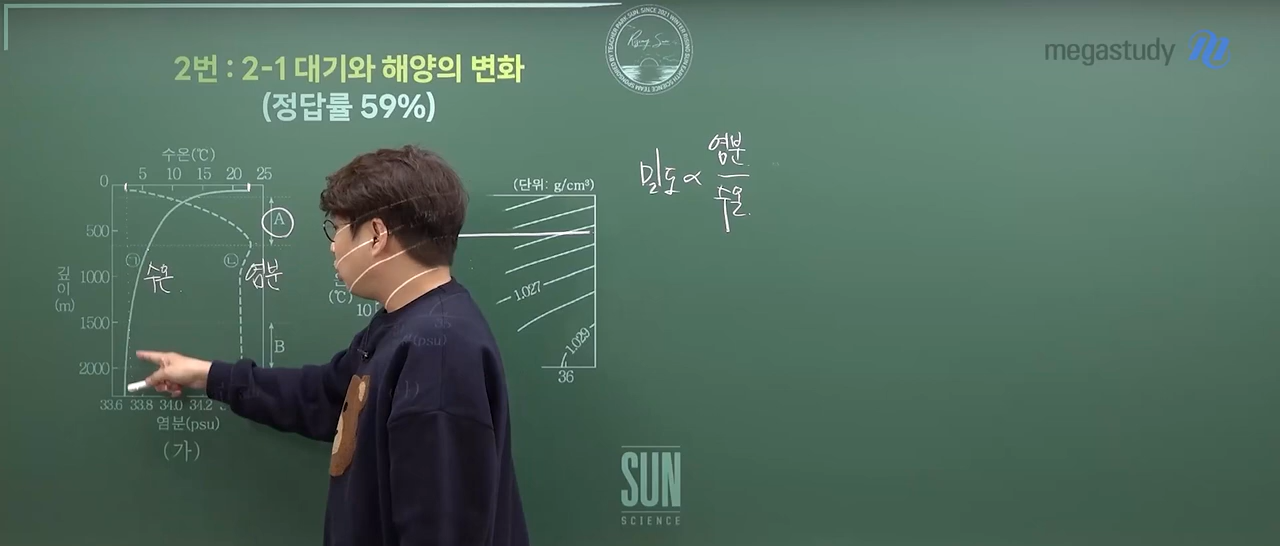 megastudy
2번 : 2-1 대기와 해양의 변화
(정답률 59%)
밀도 ∝ 염분
수온
수온(℃)
5 10 15 20 25
0
500
1000
1500
2000
깊이
(m)
㉠
수온
㉡
염분
A
B
33.6 33.8 34.0 34.2
염분(psu)
(가)
(단위: g/cm³)
(℃)
10
1.027
1.029
36
(psu)
SUN
SCIENCE